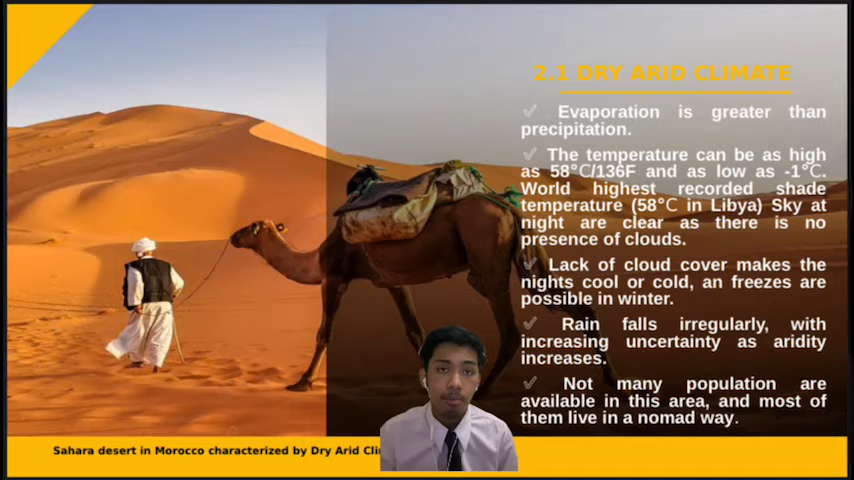 2.1 DRY ARID CLIMATE
Evaporation is greater than
precipitation.
The temperature can be as high
as 58°C/136F and as low as -1°C.
World highest recorded shade
temperature (58°C in Libya) Sky at
night are clear as there is no
presence of clouds.
Lack of cloud cover makes the
nights cool or cold, an freezes are
possible in winter.
Rain falls irregularly, with
increasing uncertainty as aridity
increases.
Not many population are
available in this area, and most of
them live in a nomad way.
Sahara desert in Morocco characterized by Dry Arid